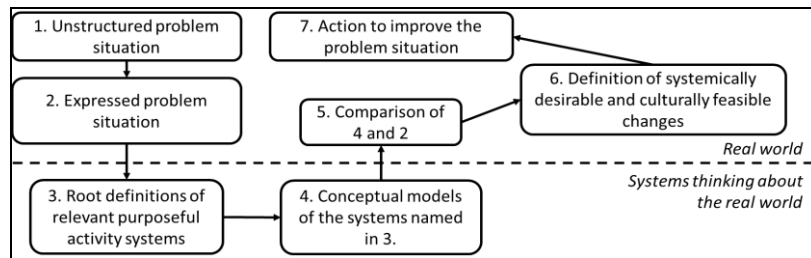 1. Unstructured problem
situation
7. Action to improve the
problem situation
2. Expressed problem
situation
6. Definition of systemically
desirable and culturally feasible
changes
5. Comparison of
4 and 2
Real world
3. Root definitions of
relevant purposeful
activity systems
4. Conceptual models
of the systems named
in 3.
Systems thinking about
the real world